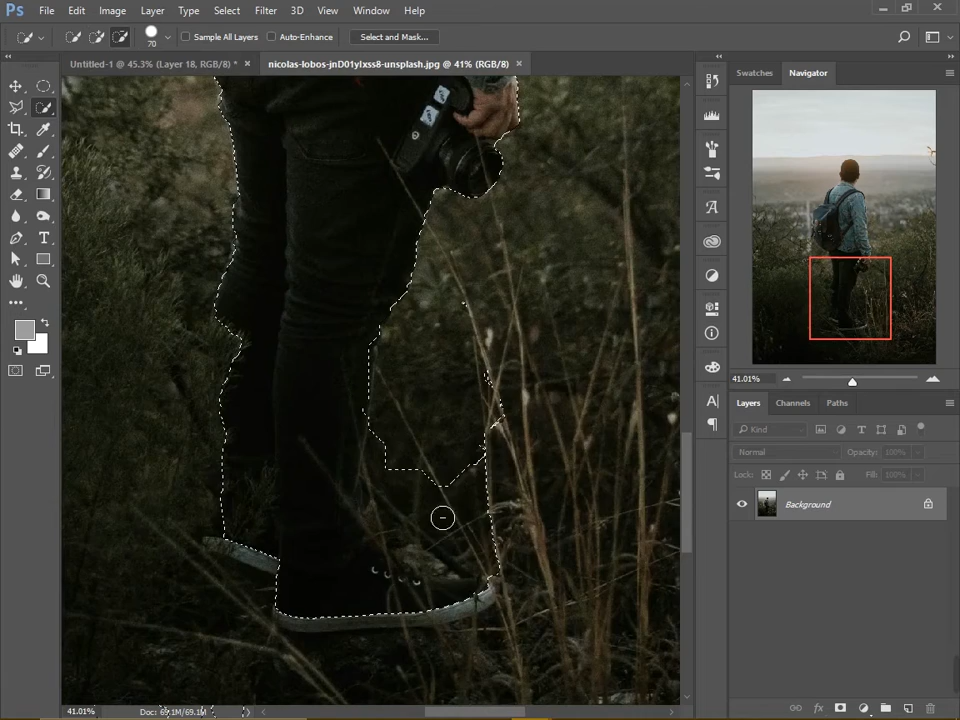 Ps File Edit Image Layer Type Select Filter 3D View Window Help
70 Sample All Layers Auto-Enhance Select and Mask...
Untitled-1 @ 45.3% (Layer 18, RGB/8) * × nicolas-lobos-jnD01yIxss8-unsplash.jpg @ 41% (RGB/8) ×
Swatches Navigator
41.01%
Layers Channels Paths
Kind
Normal Opacity: 100%
Lock: Fill: 100%
Background
41.01% Doc: 69.1M/69.1M